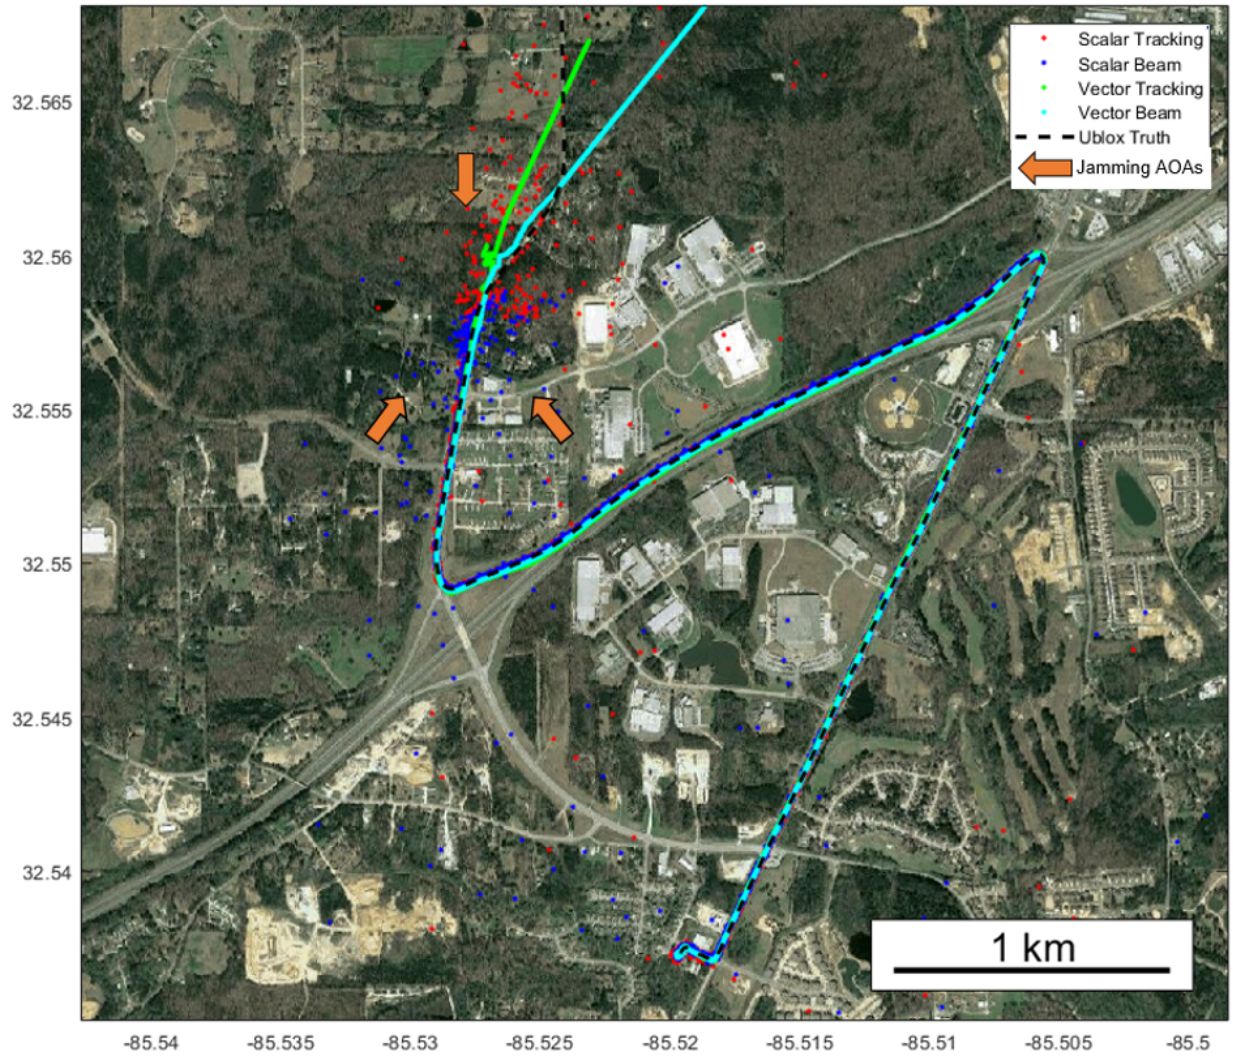 Scalar Tracking
Scalar Beam
Vector Tracking
Vector Beam
Ublox Truth
Jamming AOAs
32.565
32.56
32.555
32.55
32.545
32.54
1 km
-85.54
-85.535
-85.53
-85.525
-85.52
-85.515
-85.51
-85.505
-85.5